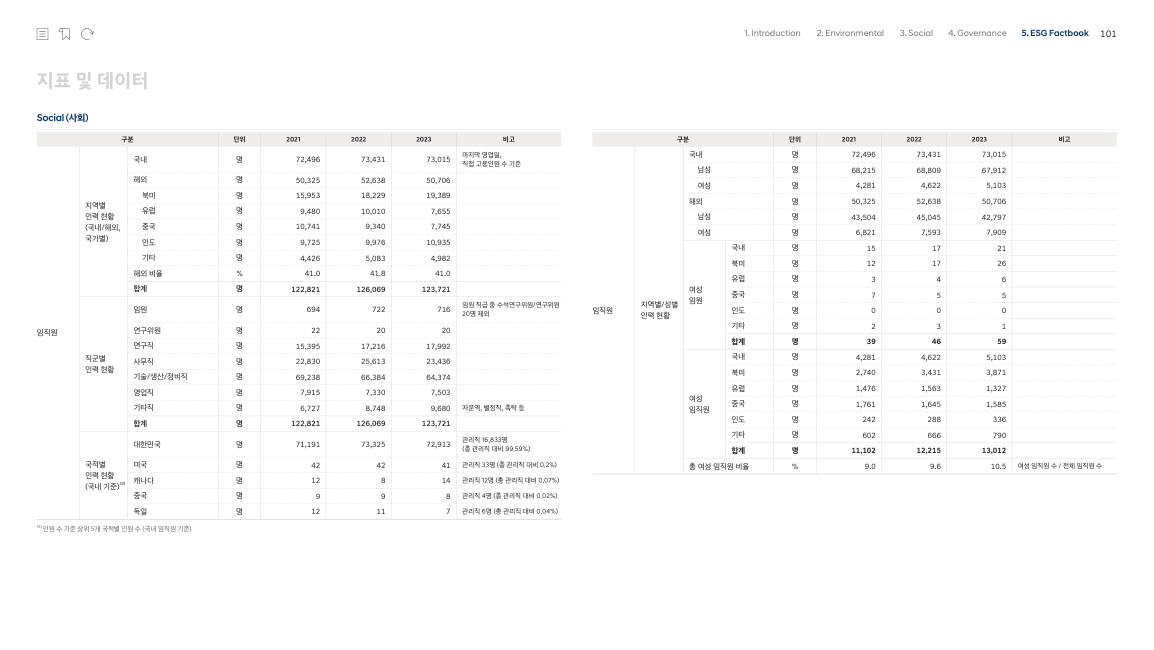 1. Introduction 2. Environmental 3. Social 4. Governance 5. ESG Factbook 101
지표 및 데이터
Social (사회)
구분 단위 2021 2022 2023 비고
임직원
지역별
인력 현황
(국내/해외,
국가별)
국내 명 72,496 73,431 73,015 마지막 영업일,
직접 고용인원 수 기준
해외 명 50,325 52,638 50,706
북미 명 15,953 18,229 19,389
유럽 명 9,480 10,010 7,655
중국 명 10,741 9,340 7,745
인도 명 9,725 9,976 10,935
기타 명 4,426 5,083 4,982
해외 비율 % 41.0 41.8 41.0
합계 명 122,821 126,069 123,721
직군별
인력 현황
임원 명 694 722 716 임원 직급 중 수석연구위원/연구위원
20명 제외
연구위원 명 22 20 20
연구직 명 15,395 17,216 17,992
사무직 명 22,830 25,613 23,436
기술/생산/정비직 명 69,238 66,384 64,374
영업직 명 7,915 7,330 7,503
기타직 명 6,727 8,748 9,680 자문역, 별정직, 촉탁 등
합계 명 122,821 126,069 123,721
국적별
인력 현황
(국내 기준)¹⁾
대한민국 명 71,191 73,325 72,913 관리직 16,833명
(총 관리직 대비 99.59%)
미국 명 42 42 41 관리직 33명 (총 관리직 대비 0.2%)
캐나다 명 12 8 14 관리직 12명 (총 관리직 대비 0.07%)
중국 명 9 9 8 관리직 4명 (총 관리직 대비 0.02%)
독일 명 12 11 7 관리직 6명 (총 관리직 대비 0.04%)
인원 수 기준 상위 5개 국적별 인원 수 (국내 임직원 기준)
구분 단위 2021 2022 2023 비고
임직원
지역별/성별
인력 현황
국내 명 72,496 73,431 73,015
남성 명 68,215 68,809 67,912
여성 명 4,281 4,622 5,103
해외 명 50,325 52,638 50,706
남성 명 43,504 45,045 42,797
여성 명 6,821 7,593 7,909
여성
임원
국내 명 15 17 21
북미 명 12 17 26
유럽 명 3 4 6
중국 명 7 5 5
인도 명 0 0 0
기타 명 2 3 1
합계 명 39 46 59
여성
임직원
국내 명 4,281 4,622 5,103
북미 명 2,740 3,431 3,871
유럽 명 1,476 1,563 1,327
중국 명 1,761 1,645 1,585
인도 명 242 288 336
기타 명 602 666 790
합계 명 11,102 12,215 13,012
총 여성 임직원 비율 % 9.0 9.6 10.5 여성 임직원 수 / 전체 임직원 수